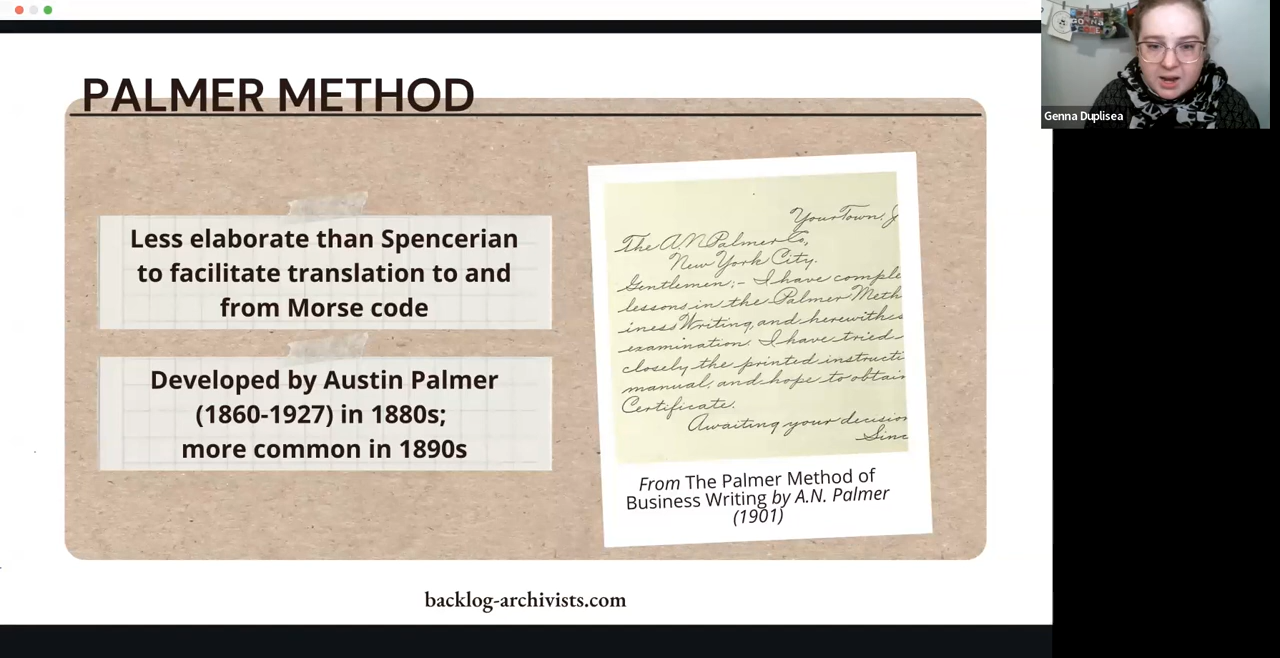 PALMER METHOD
Less elaborate than Spencerian
to facilitate translation to and
from Morse code
Developed by Austin Palmer
(1860-1927) in 1880s;
more common in 1890s
Your Town, J
The A.N. Palmer Co,
New York City.
Gentlemen:- I have comple
lessons in the Palmer Meth
iness Writing, and herewith
examination. I have tried
closely the printed instructi
manual, and hope to obtain
Certificate.
Awaiting your decision
Sinc
From The Palmer Method of
Business Writing by A.N. Palmer
(1901)
backlog-archivists.com
Genna Duplisea